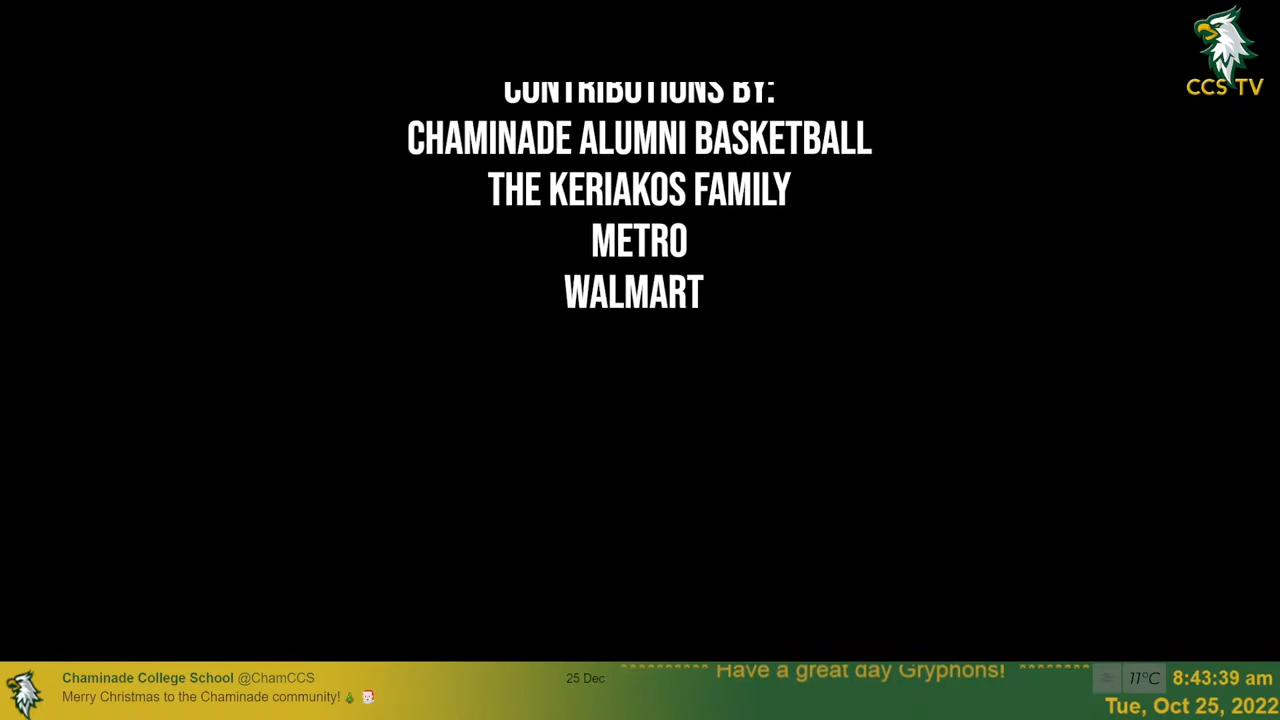 CCS TV
CONTRIBUTIONS BY:
CHAMINADE ALUMNI BASKETBALL
THE KERIAKOS FAMILY
METRO
WALMART
Chaminade College School @ChamCCS
25 Dec
Merry Christmas to the Chaminade community!🎄🎅
********** Have a great day Gryphons! **********
11°C
8:43:39 am
Tue, Oct 25, 2022